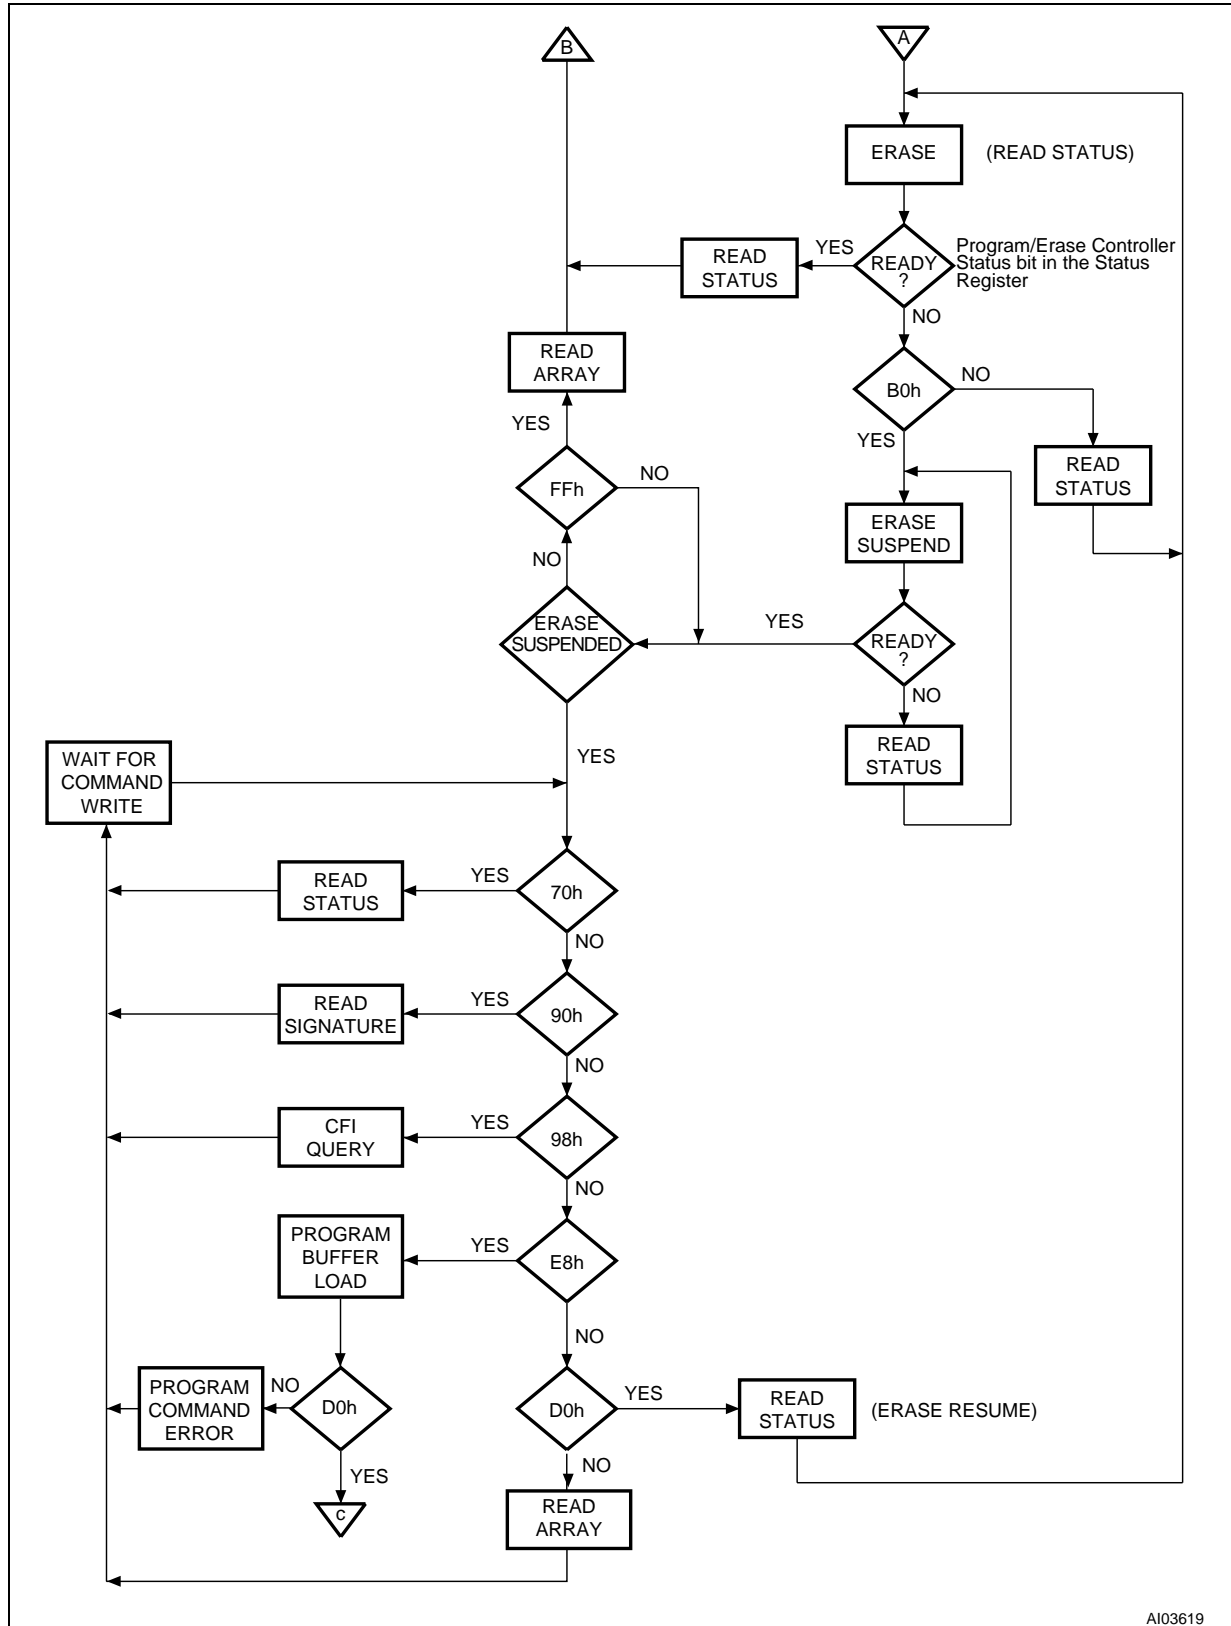 B
A
ERASE
(READ STATUS)
READ
STATUS
YES
READY
?
Program/Erase Controller
Status bit in the Status
Register
NO
READ
ARRAY
B0h
NO
YES
YES
READ
STATUS
FFh
NO
ERASE
SUSPEND
NO
ERASE
SUSPENDED
YES
READY
?
NO
READ
STATUS
YES
WAIT FOR
COMMAND
WRITE
READ
STATUS
YES
70h
NO
READ
SIGNATURE
YES
90h
NO
CFI
QUERY
YES
98h
NO
PROGRAM
BUFFER
LOAD
YES
E8h
NO
PROGRAM
COMMAND
ERROR
NO
D0h
D0h
YES
READ
STATUS
(ERASE RESUME)
YES
NO
c
READ
ARRAY
AI03619